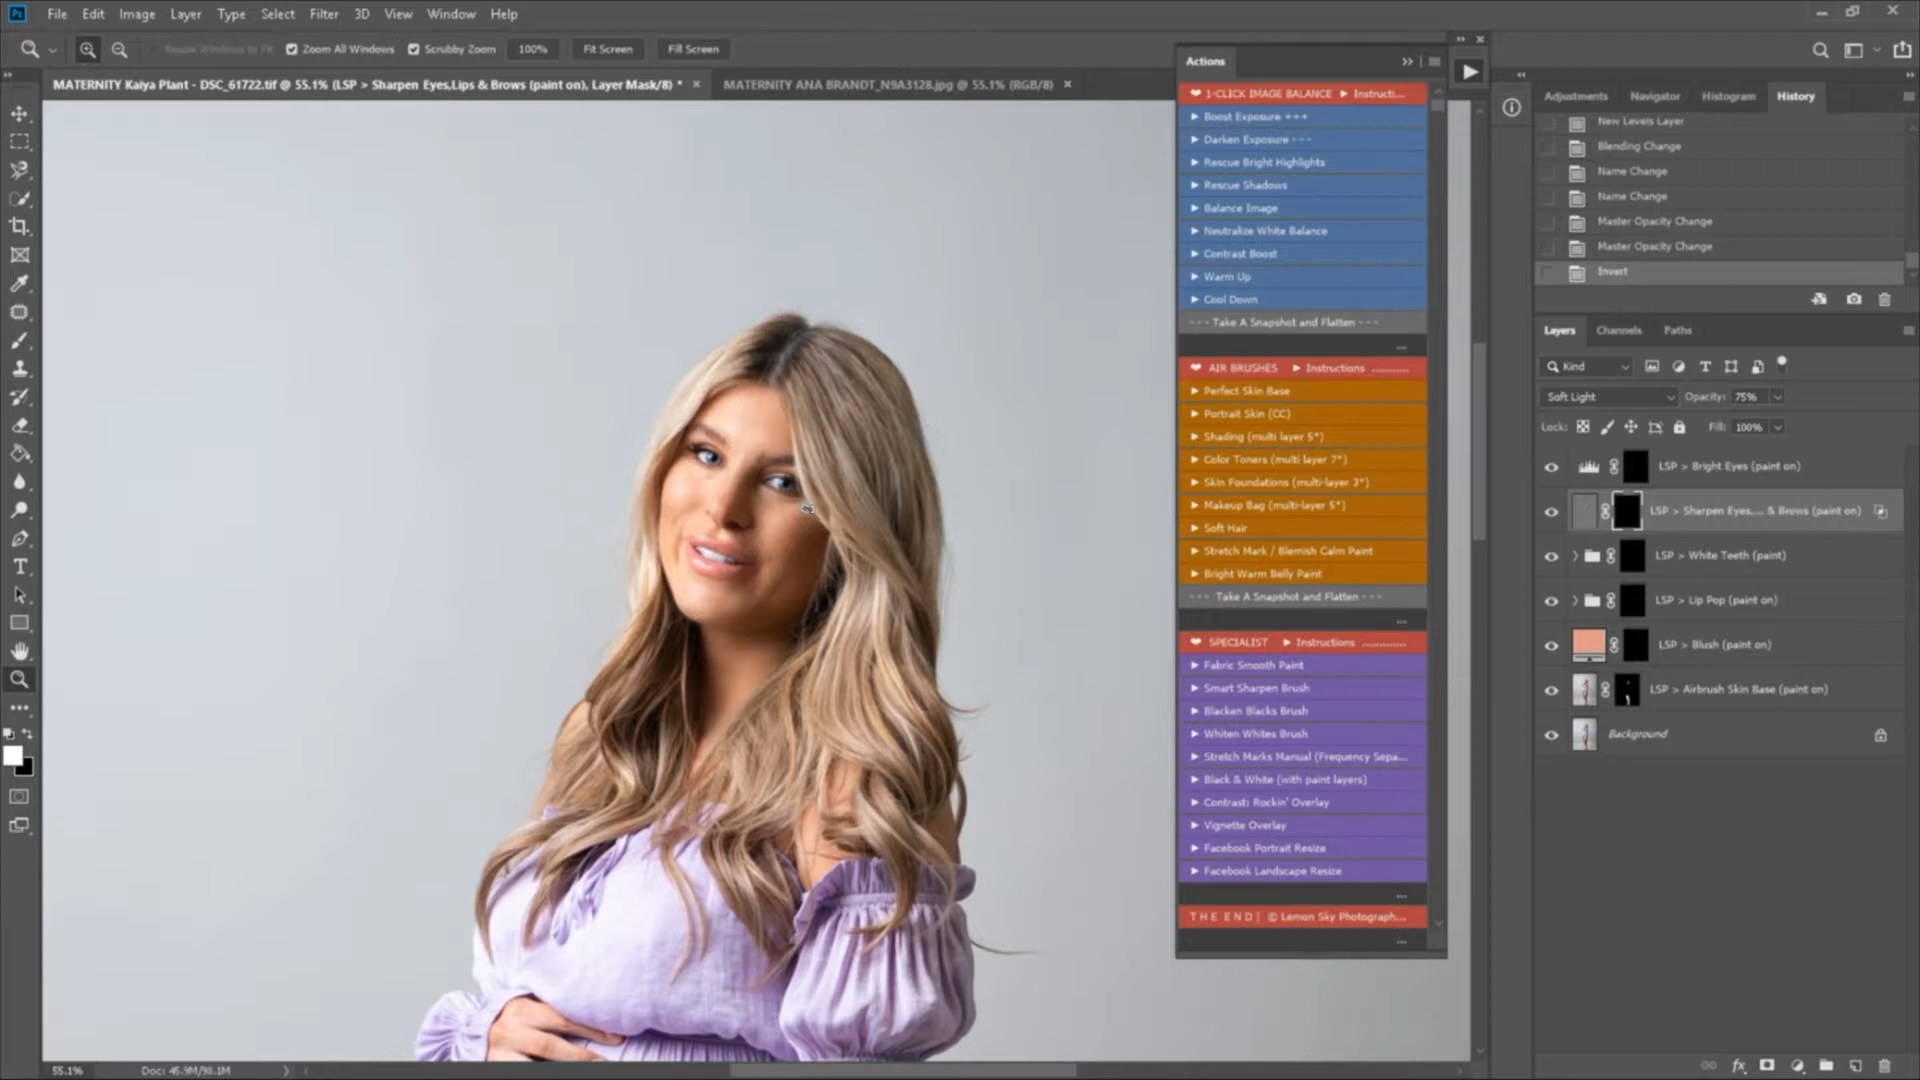 Ps File Edit Image Layer Type Select Filter 3D View Window Help
Resize Windows to Fit Zoom All Windows Scrubby Zoom 100% Fit Screen Fill Screen
MATERNITY Kaiya Plant - DSC_61722.tif @ 55.1% (LSP > Sharpen Eyes,Lips & Brows (paint on), Layer Mask/8) * ×
MATERNITY ANA BRANDT_N9A3128.jpg @ 55.1% (RGB/8) ×
Actions
❤ 1-CLICK IMAGE BALANCE ► Instructi...
► Boost Exposure +++
► Darken Exposure - - -
► Rescue Bright Highlights
► Rescue Shadows
► Balance Image
► Neutralize White Balance
► Contrast Boost
► Warm Up
► Cool Down
- - - Take A Snapshot and Flatten - - -
...
❤ AIR BRUSHES ► Instructions ............
► Perfect Skin Base
► Portrait Skin (CC)
► Shading (multi layer 5*)
► Color Toners (multi layer 7*)
► Skin Foundations (multi-layer 3*)
► Makeup Bag (multi-layer 5*)
► Soft Hair
► Stretch Mark / Blemish Calm Paint
► Bright Warm Belly Paint
- - - Take A Snapshot and Flatten - - -
...
❤ SPECIALIST ► Instructions ..............
► Fabric Smooth Paint
► Smart Sharpen Brush
► Blacken Blacks Brush
► Whiten Whites Brush
► Stretch Marks Manual (Frequency Sepa...
► Black & White (with paint layers)
► Contrast: Rockin' Overlay
► Vignette Overlay
► Facebook Portrait Resize
► Facebook Landscape Resize
...
T H E E N D | © Lemon Sky Photograph...
...
Adjustments Navigator Histogram History
New Levels Layer
Blending Change
Name Change
Name Change
Master Opacity Change
Master Opacity Change
Invert
Layers Channels Paths
Kind
Soft Light Opacity: 75%
Lock: Fill: 100%
LSP > Bright Eyes (paint on)
LSP > Sharpen Eyes,... & Brows (paint on)
LSP > White Teeth (paint)
LSP > Lip Pop (paint on)
LSP > Blush (paint on)
LSP > Airbrush Skin Base (paint on)
Background
55.1% Doc: 45.9M/98.1M